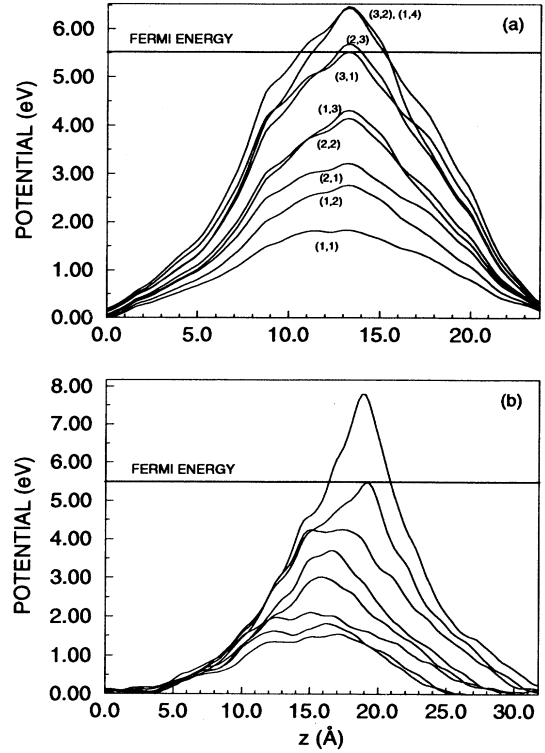 (a)
6.00
5.00
4.00
3.00
2.00
1.00
0.00
POTENTIAL (eV)
FERMI ENERGY
(3,2), (1,4)
(2,3)
(3,1)
(1,3)
(2,2)
(2,1)
(1,2)
(1,1)
0.0 5.0 10.0 15.0 20.0
(b)
8.00
7.00
6.00
5.00
4.00
3.00
2.00
1.00
0.00
POTENTIAL (eV)
FERMI ENERGY
0.0 5.0 10.0 15.0 20.0 25.0 30.0
z (Å)